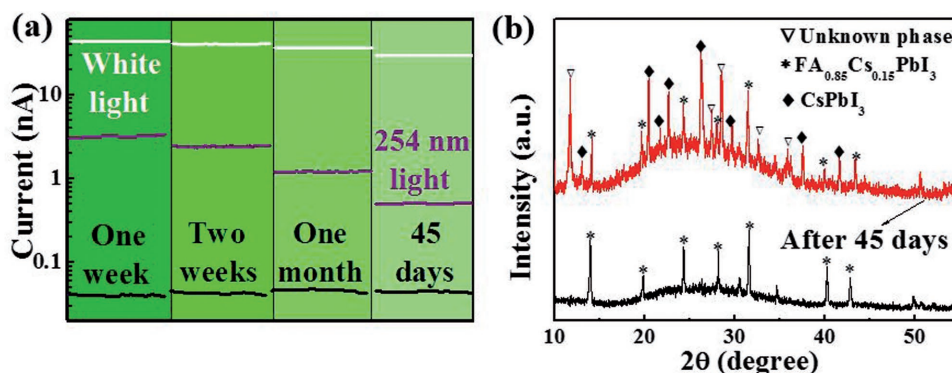 (a)
Current (nA)
10
1
0.1
White
light
254 nm
light
One
week
Two
weeks
One
month
45
days
(b)
Intensity (a.u.)
▽ Unknown phase
* FA₀.₈₅Cs₀.₁₅PbI₃
◆ CsPbI₃
After 45 days
10 20 30 40 50
2θ (degree)